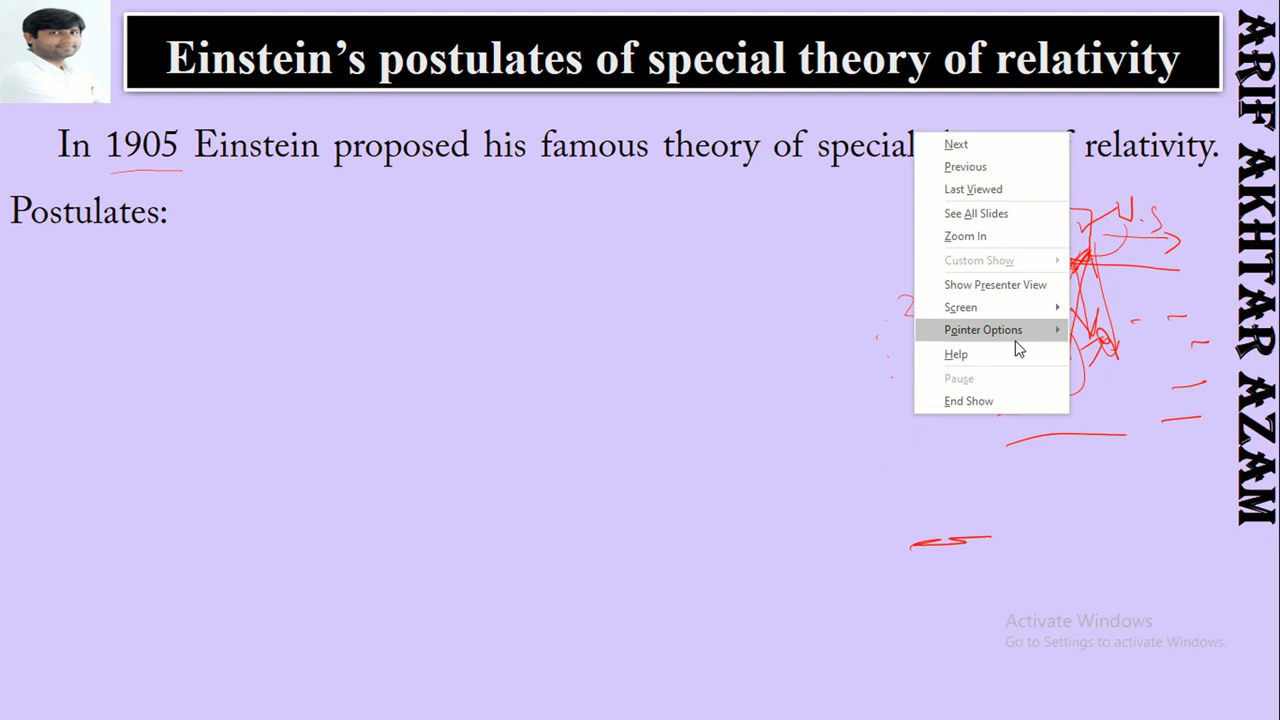 Einstein's postulates of special theory of relativity
In 1905 Einstein proposed his famous theory of special relativity.
Postulates:
Next
Previous
Last Viewed
See All Slides
Zoom In
Custom Show
Show Presenter View
Screen
Pointer Options
Help
Pause
End Show
Activate Windows
Go to Settings to activate Windows.
ARIF AKHTAR AZAM